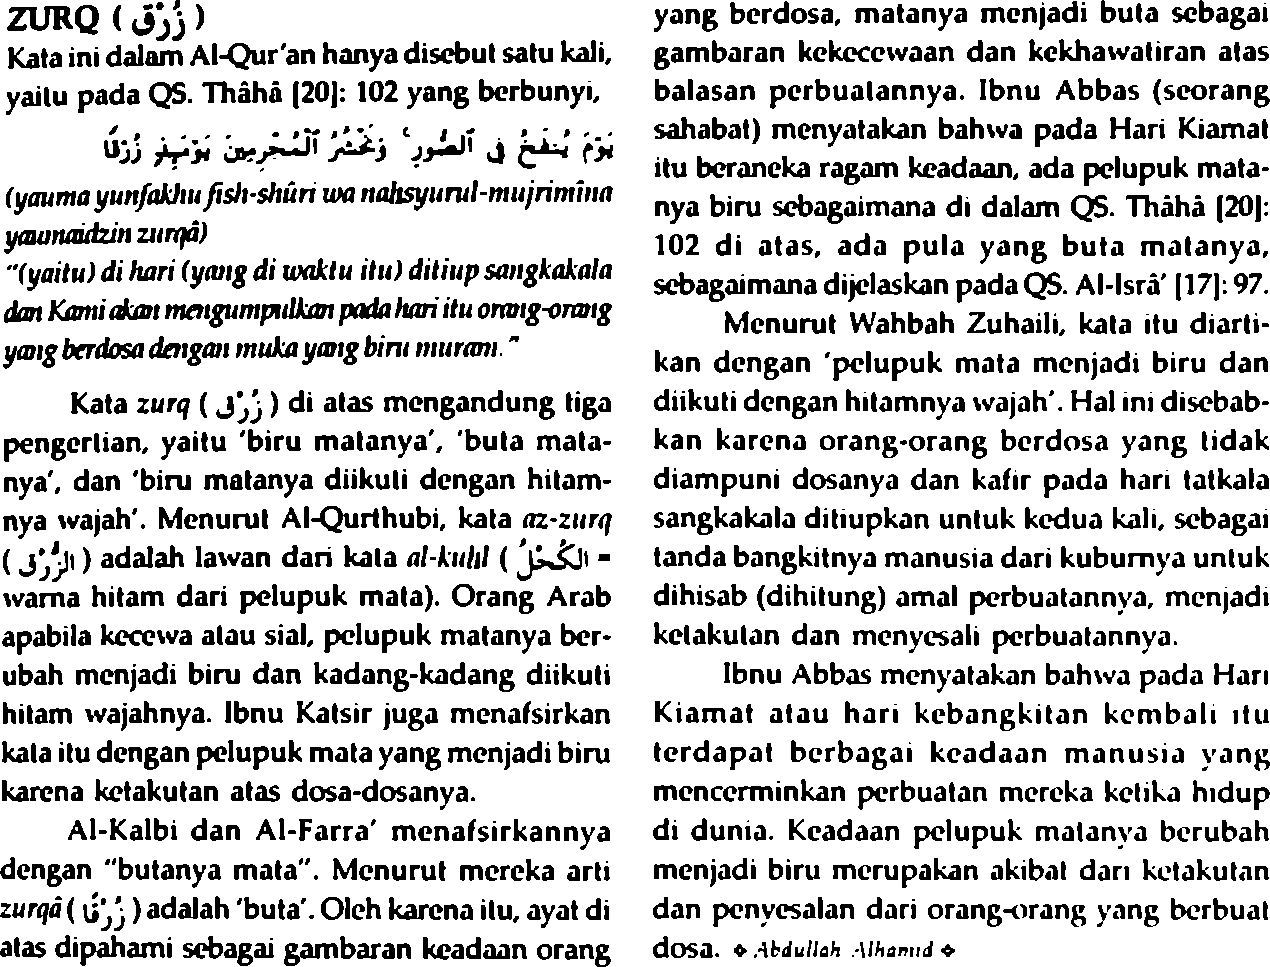 ZURQ ( زُرْق )
Kata ini dalam Al-Qur'an hanya disebut satu kali,
yaitu pada QS. Thâhâ [20]: 102 yang berbunyi,
يَوْمَ يُنفَخُ فِى ٱلصُّورِ ۚ وَنَحْشُرُ ٱلْمُجْرِمِينَ يَوْمَئِذٍ زُرْقًا
(yauma yunfakhu fish-shûri wa nahsyurul-mujrimîna
yaumaidzin zurqâ)
"(yaitu) di hari (yang di waktu itu) ditiup sangkakala
dan Kami akan mengumpulkan pada hari itu orang-orang
yang berdosa dengan muka yang biru muram."
Kata zurq ( زُرْق ) di atas mengandung tiga
pengertian, yaitu 'biru matanya', 'buta mata-
nya', dan 'biru matanya diikuti dengan hitam-
nya wajah'. Menurut Al-Qurthubi, kata az-zurq
( الزُّرْق ) adalah lawan dari kata al-kuhl ( الكُحْلُ =
warna hitam dari pelupuk mata). Orang Arab
apabila kecewa atau sial, pelupuk matanya ber-
ubah menjadi biru dan kadang-kadang diikuti
hitam wajahnya. Ibnu Katsir juga menafsirkan
kata itu dengan pelupuk mata yang menjadi biru
karena ketakutan atas dosa-dosanya.
Al-Kalbi dan Al-Farra' menafsirkannya
dengan "butanya mata". Menurut mereka arti
zurqâ ( زُرْقًا ) adalah 'buta'. Oleh karena itu, ayat di
atas dipahami sebagai gambaran keadaan orang
yang berdosa, matanya menjadi buta sebagai
gambaran kekecewaan dan kekhawatiran atas
balasan perbuatannya. Ibnu Abbas (seorang
sahabat) menyatakan bahwa pada Hari Kiamat
itu beraneka ragam keadaan, ada pelupuk mata-
nya biru sebagaimana di dalam QS. Thâhâ [20]:
102 di atas, ada pula yang buta matanya,
sebagaimana dijelaskan pada QS. Al-Isrâ' [17]: 97.
Menurut Wahbah Zuhaili, kata itu diarti-
kan dengan 'pelupuk mata menjadi biru dan
diikuti dengan hitamnya wajah'. Hal ini disebab-
kan karena orang-orang berdosa yang tidak
diampuni dosanya dan kafir pada hari tatkala
sangkakala ditiupkan untuk kedua kali, sebagai
tanda bangkitnya manusia dari kuburnya untuk
dihisab (dihitung) amal perbuatannya, menjadi
ketakutan dan menyesali perbuatannya.
Ibnu Abbas menyatakan bahwa pada Hari
Kiamat atau hari kebangkitan kembali itu
terdapat berbagai keadaan manusia yang
mencerminkan perbuatan mereka ketika hidup
di dunia. Keadaan pelupuk matanya berubah
menjadi biru merupakan akibat dari ketakutan
dan penyesalan dari orang-orang yang berbuat
dosa. ❖ Abdullah Alhamid ❖